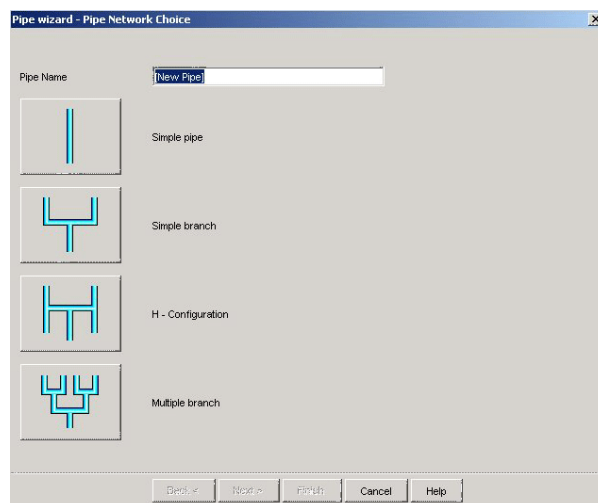 Pipe wizard - Pipe Network Choice
Pipe Name
[New Pipe]
Simple pipe
Simple branch
H - Configuration
Multiple branch
Back < Next > Finish Cancel Help